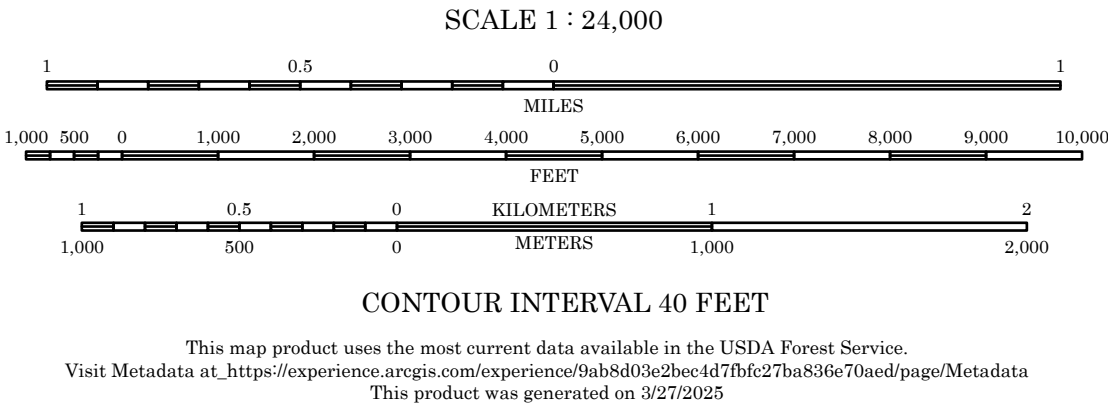 SCALE 1 : 24,000
1 0.5 0 1
MILES
1,000 500 0 1,000 2,000 3,000 4,000 5,000 6,000 7,000 8,000 9,000 10,000
FEET
1 0.5 0 KILOMETERS 1 2
1,000 500 0 METERS 1,000 2,000
CONTOUR INTERVAL 40 FEET
This map product uses the most current data available in the USDA Forest Service.
Visit Metadata at_https://experience.arcgis.com/experience/9ab8d03e2bec4d7fbfc27ba836e70aed/page/Metadata
This product was generated on 3/27/2025